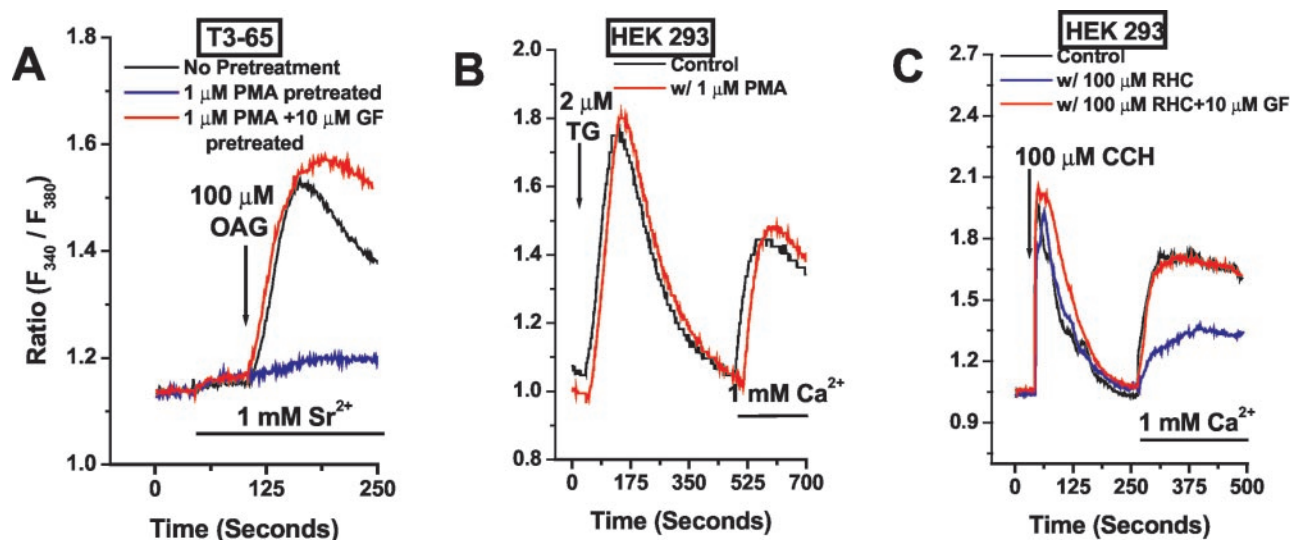 A
T3-65
No Pretreatment
1 μM PMA pretreated
1 μM PMA +10 μM GF
pretreated
100 μM
OAG
1 mM Sr2+
Ratio (F340 / F380)
1.6
1.5
1.4
1.3
1.2
1.1
1.0
0
125
250
Time (Seconds)
B
HEK 293
Control
w/ 1 μM PMA
2 μM
TG
1 mM Ca2+
2.0
1.8
1.6
1.4
1.2
1.0
0.8
0
175
350
525
700
Time (Seconds)
C
HEK 293
Control
w/ 100 μM RHC
w/ 100 μM RHC+10 μM GF
100 μM CCH
1 mM Ca2+
2.7
2.4
2.1
1.8
1.5
1.2
0.9
0
125
250
375
500
Time (Seconds)